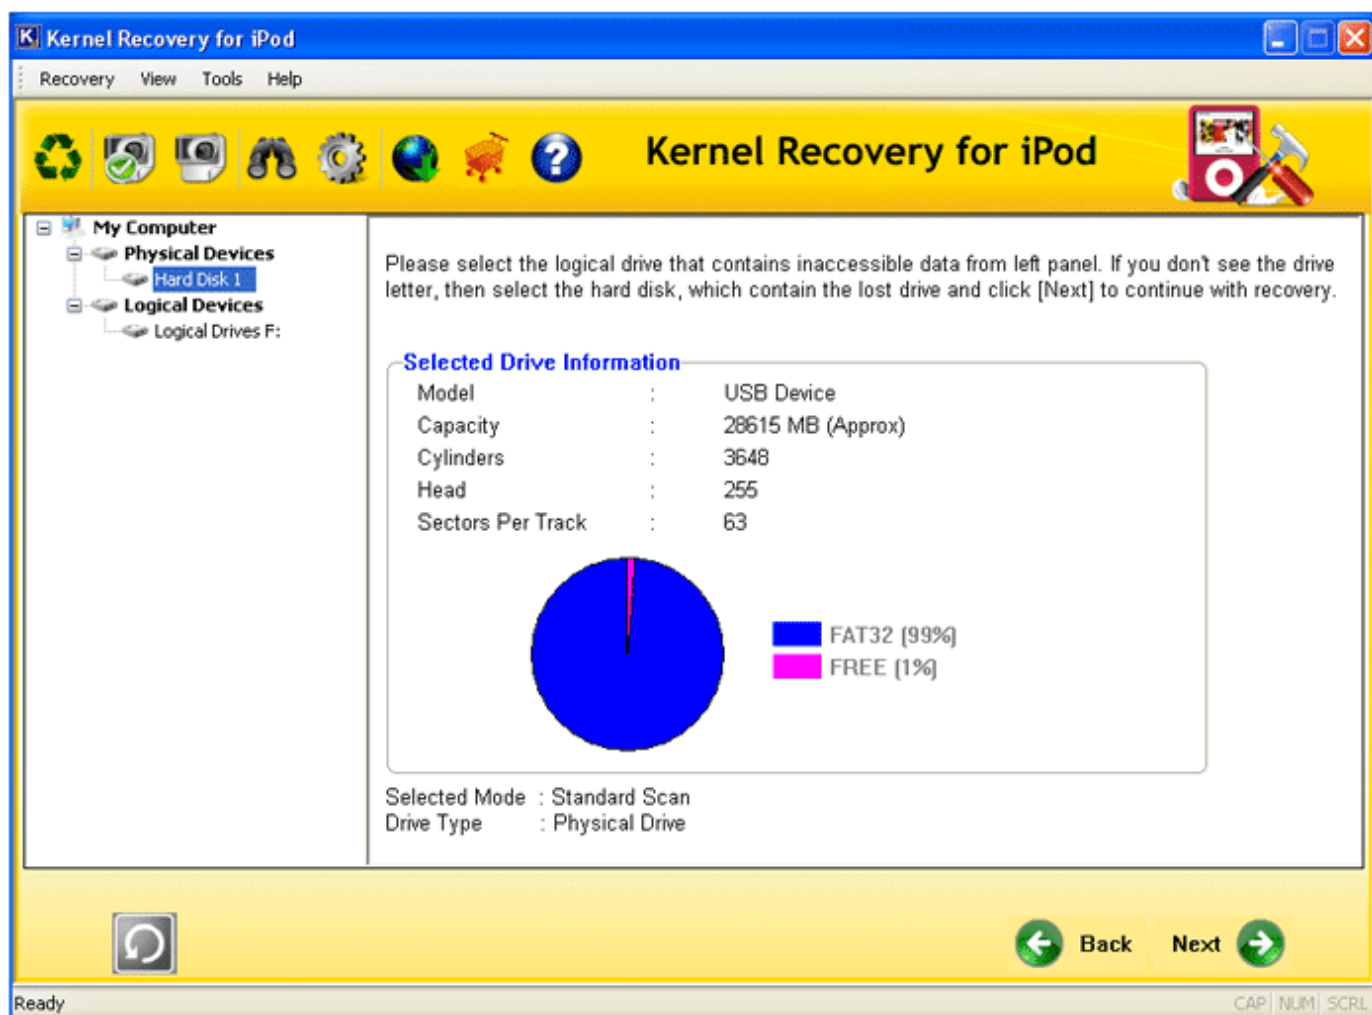 Kernel Recovery for iPod
Recovery View Tools Help
Kernel Recovery for iPod
My Computer
Physical Devices
Hard Disk 1
Logical Devices
Logical Drives F:
Please select the logical drive that contains inaccessible data from left panel. If you don't see the drive
letter, then select the hard disk, which contain the lost drive and click [Next] to continue with recovery.
Selected Drive Information
Model : USB Device
Capacity : 28615 MB (Approx)
Cylinders : 3648
Head : 255
Sectors Per Track : 63
FAT32 (99%)
FREE (1%)
Selected Mode : Standard Scan
Drive Type : Physical Drive
Back Next
Ready
CAP NUM SCRL